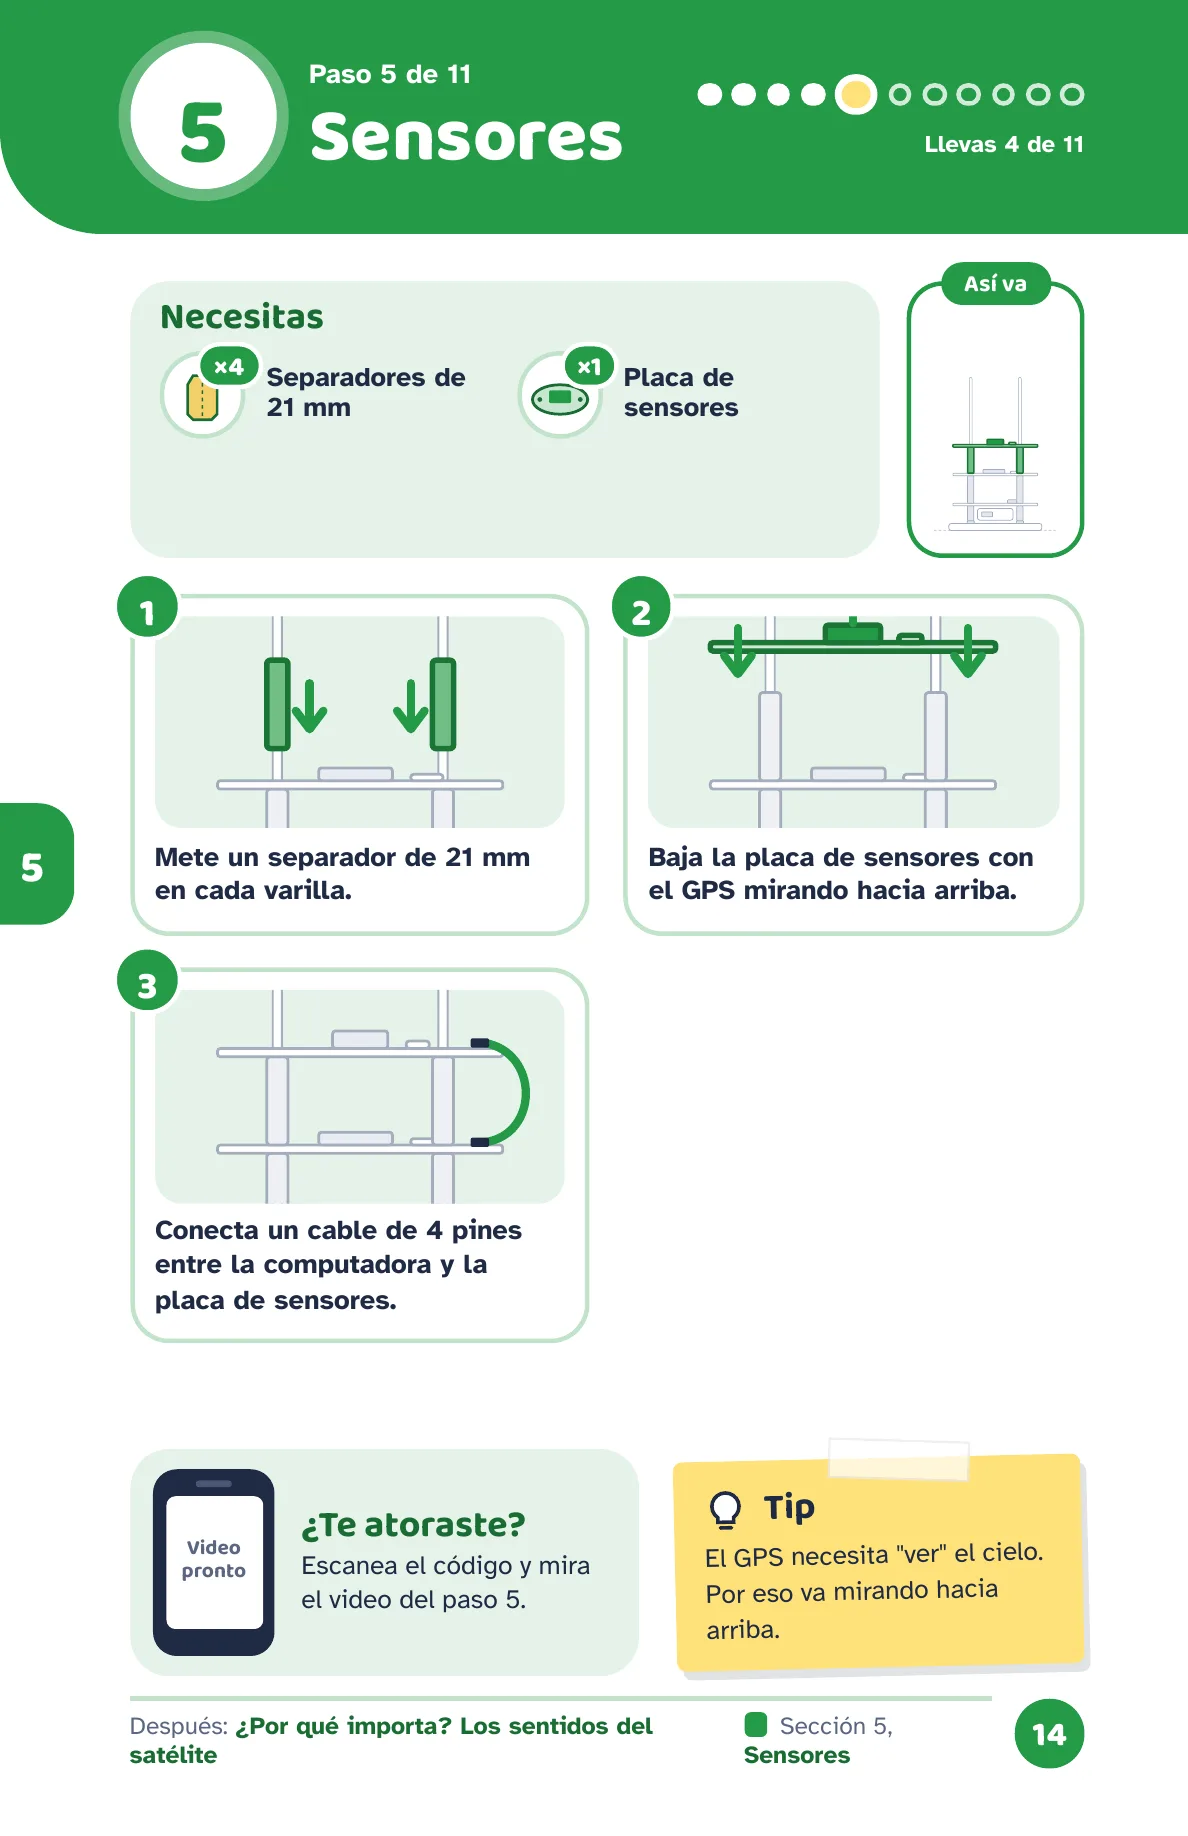 5
Paso 5 de 11
Sensores
Llevas 4 de 11
Necesitas
×4
Separadores de
21 mm
×1
Placa de
sensores
Así va
1
Mete un separador de 21 mm
en cada varilla.
2
Baja la placa de sensores con
el GPS mirando hacia arriba.
5
3
Conecta un cable de 4 pines
entre la computadora y la
placa de sensores.
Video
pronto
¿Te atoraste?
Escanea el código y mira
el video del paso 5.
Tip
El GPS necesita "ver" el cielo.
Por eso va mirando hacia
arriba.
Después: ¿Por qué importa? Los sentidos del
satélite
Sección 5,
Sensores
14